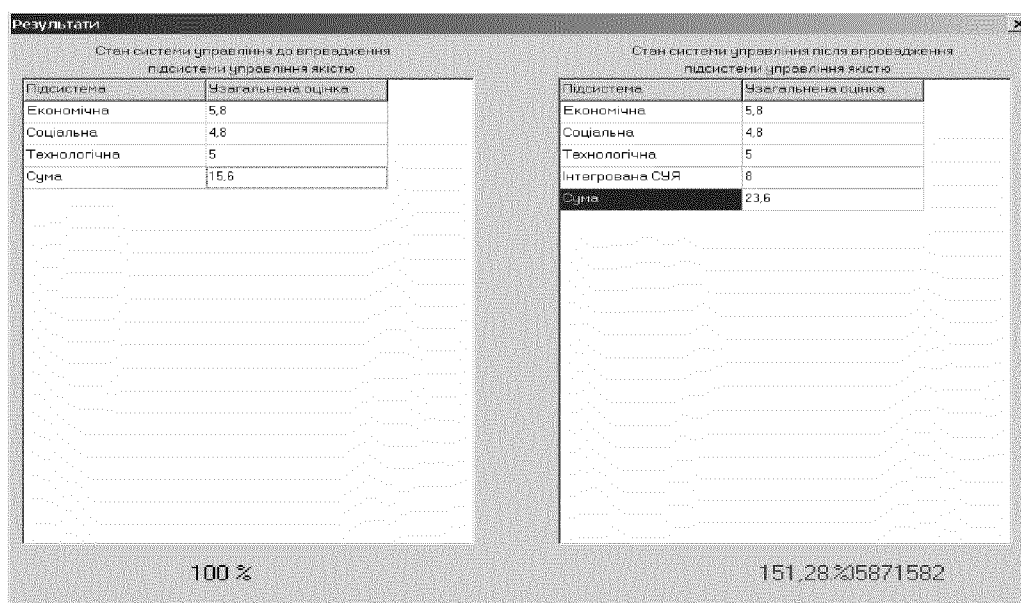 Результати
Стан системи управління до впровадження
підсистеми управління якістю
Підсистема Узагальнена оцінка
Економічна 5,8
Соціальна 4,8
Технологічна 5
Сума 15,6
100 %
Стан системи управління після впровадження
підсистеми управління якістю
Підсистема Узагальнена оцінка
Економічна 5,8
Соціальна 4,8
Технологічна 5
Інтегрована СУЯ 8
Сума 23,6
151,28 %05871582